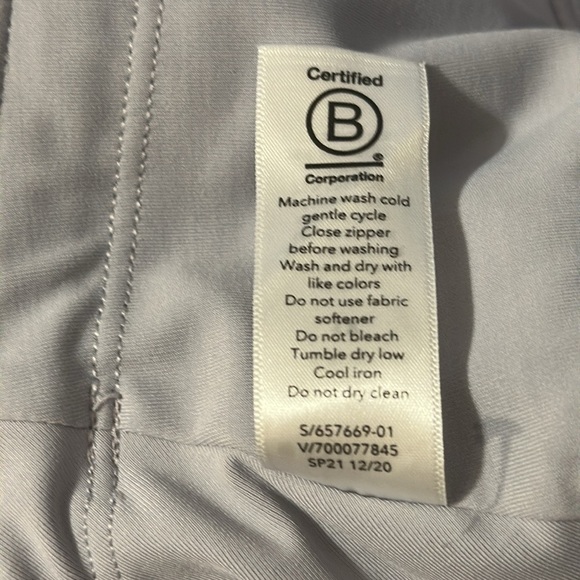 Certified
B
®
Corporation
Machine wash cold
gentle cycle
Close zipper
before washing
Wash and dry with
like colors
Do not use fabric
softener
Do not bleach
Tumble dry low
Cool iron
Do not dry clean
S/657669-01
V/700077845
SP21 12/20